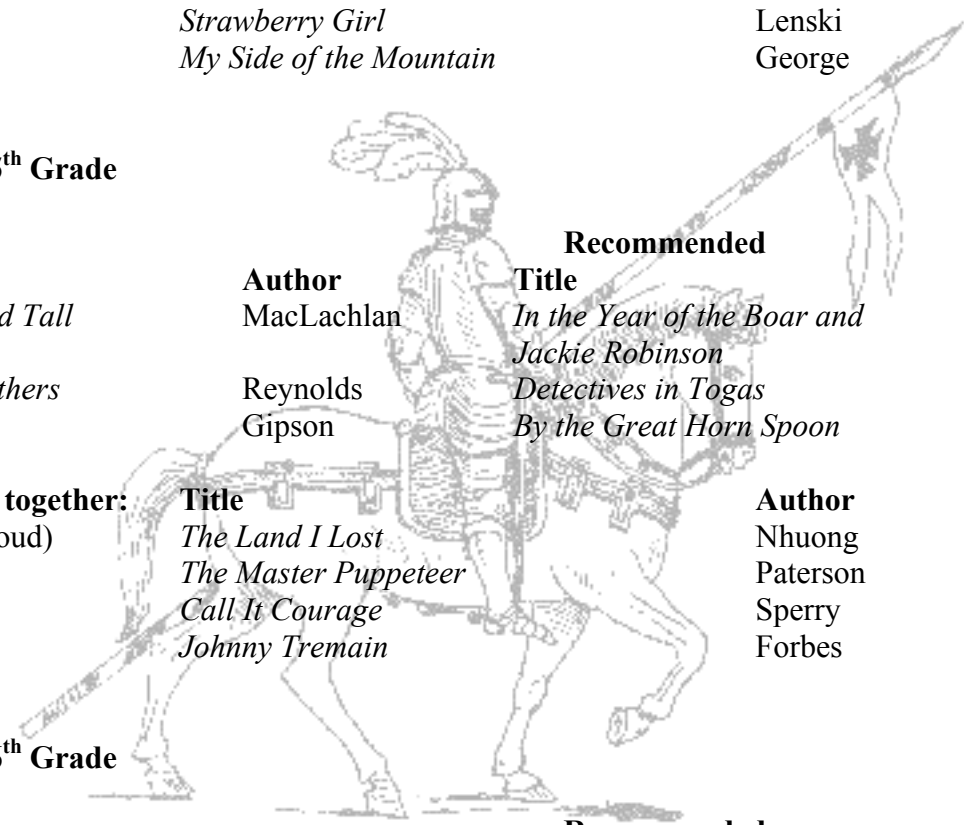 Strawberry Girl Lenski
My Side of the Mountain George
th Grade
Recommended
Author Title
d Tall MacLachlan In the Year of the Boar and
Jackie Robinson
thers Reynolds Detectives in Togas
Gipson By the Great Horn Spoon
together: Title Author
oud) The Land I Lost Nhuong
The Master Puppeteer Paterson
Call It Courage Sperry
Johnny Tremain Forbes
th Grade
Recommended